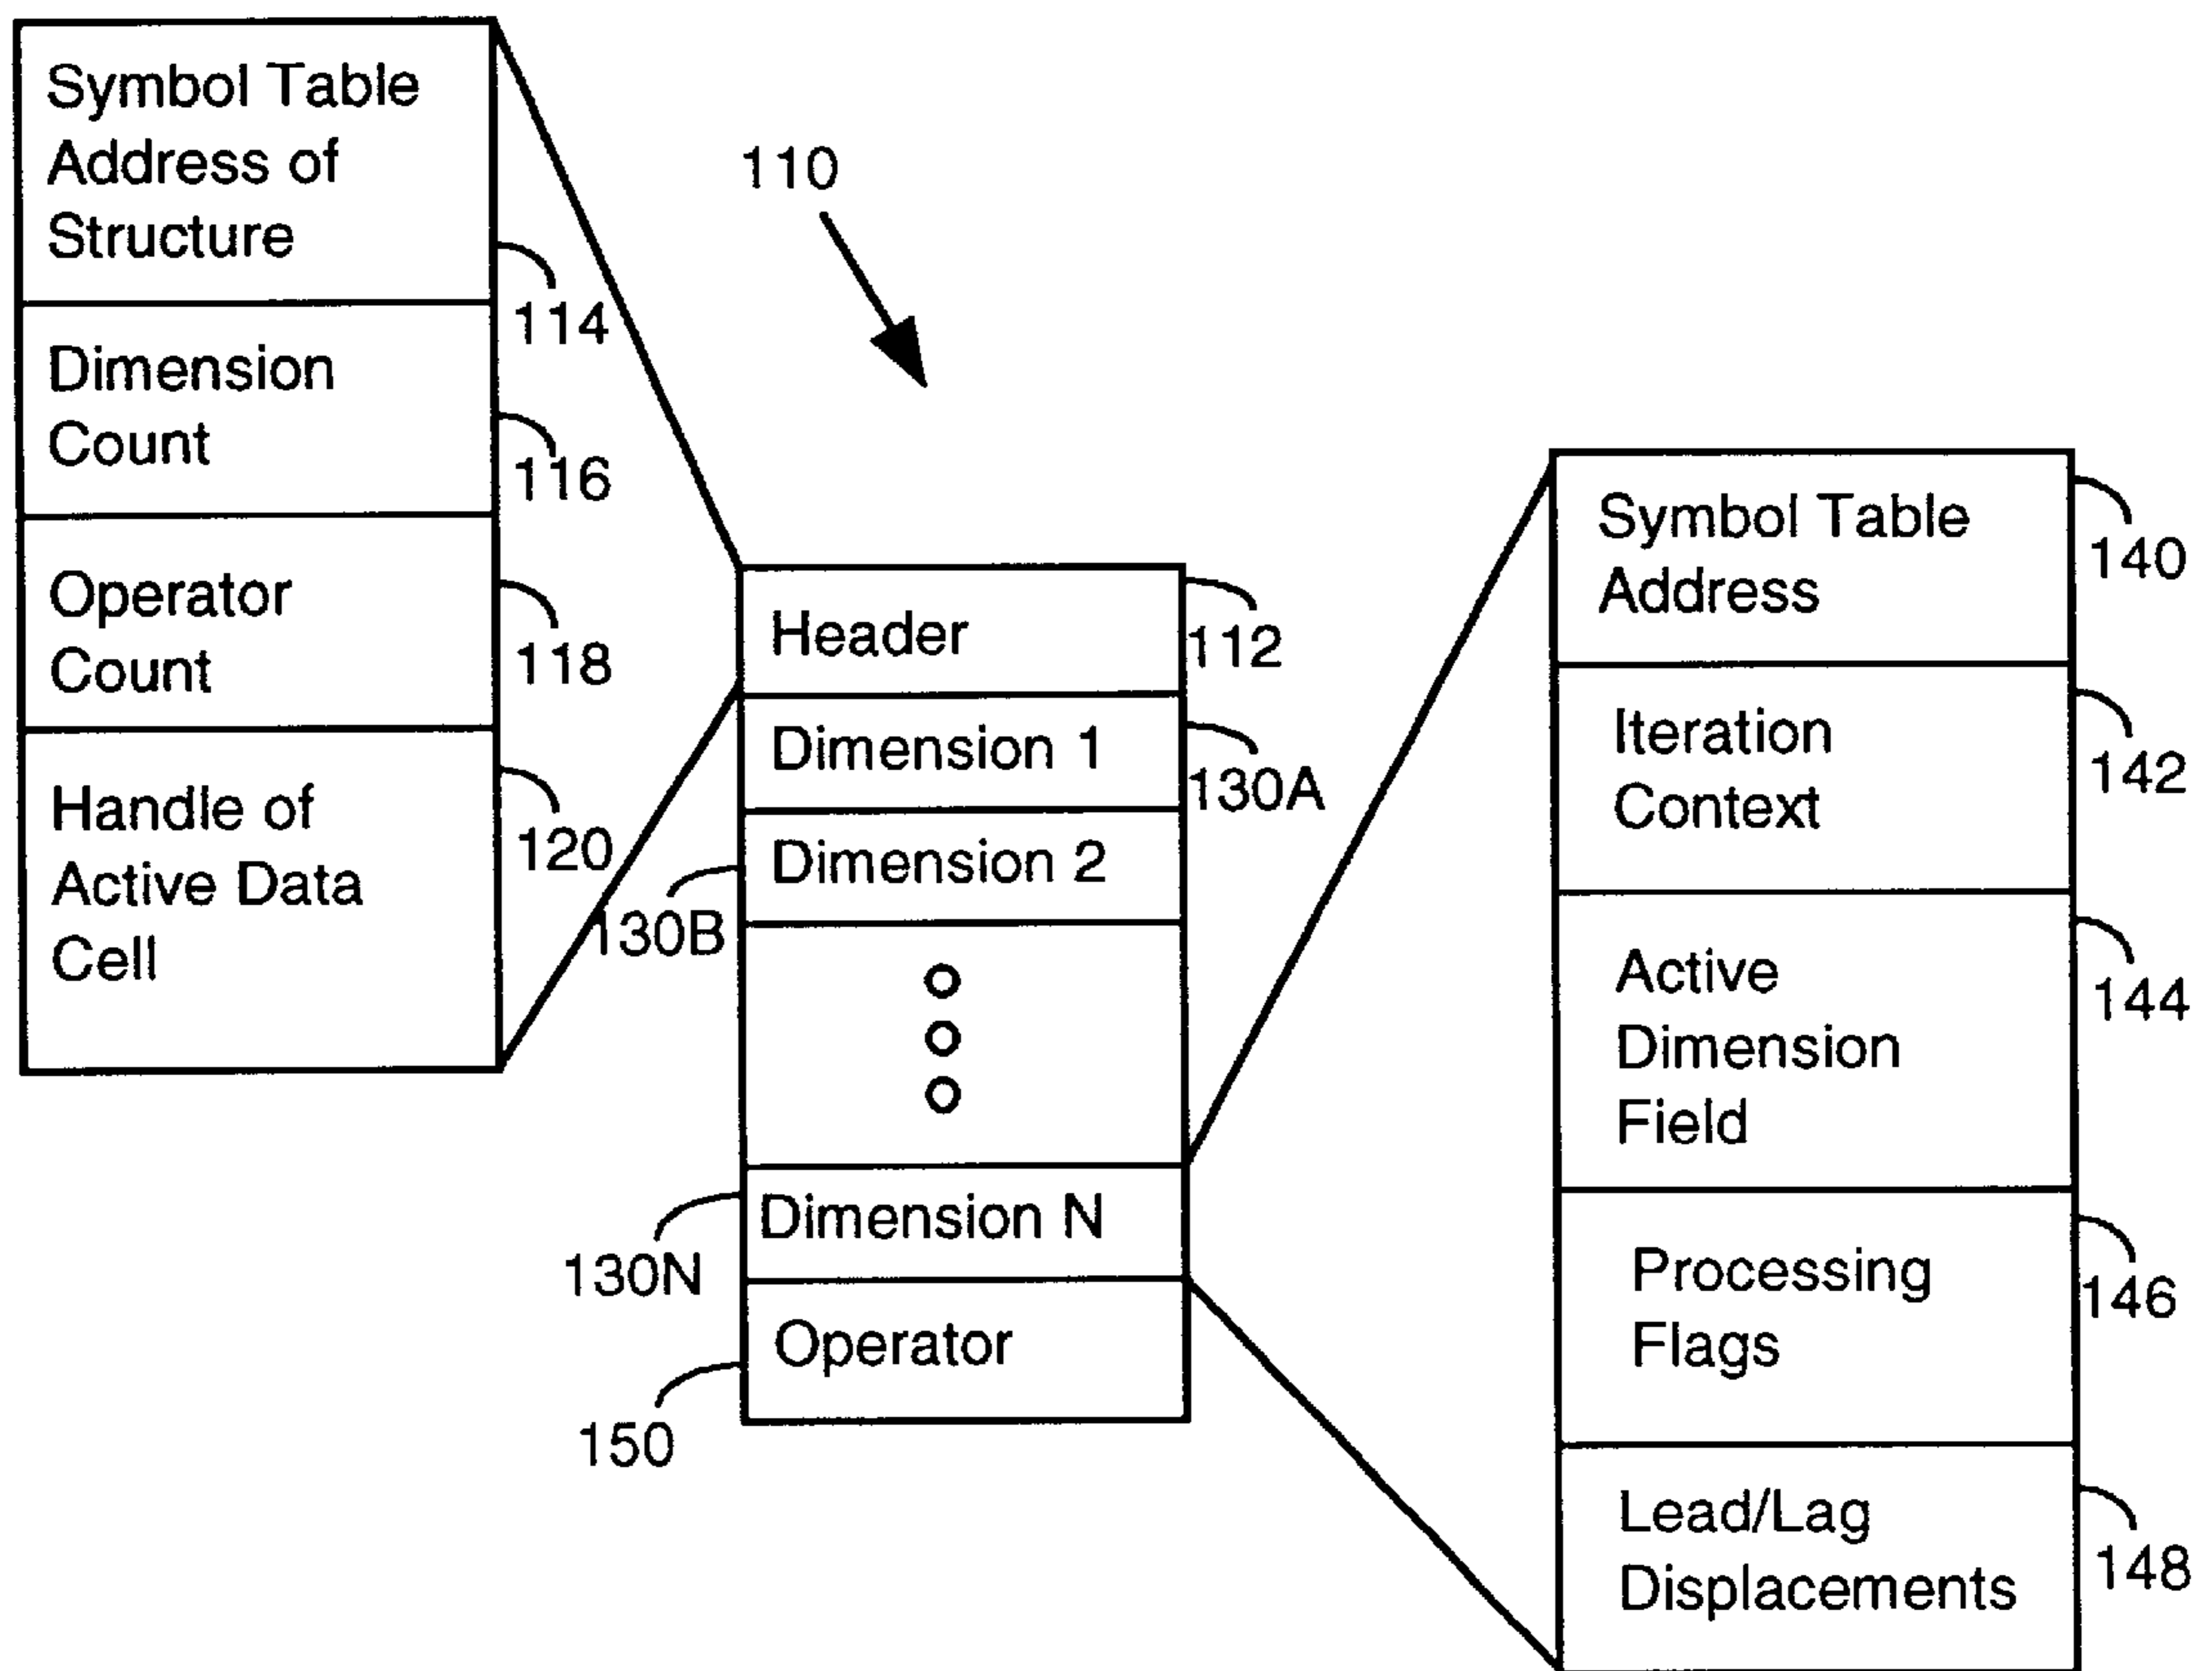 Symbol Table
Address of
Structure
114
Dimension
Count
116
Operator
Count
118
Handle of
Active Data
Cell
120
110
Header
112
Dimension 1
130A
Dimension 2
130B
Dimension N
130N
Operator
150
Symbol Table
Address
140
Iteration
Context
142
Active
Dimension
Field
144
Processing
Flags
146
Lead/Lag
Displacements
148